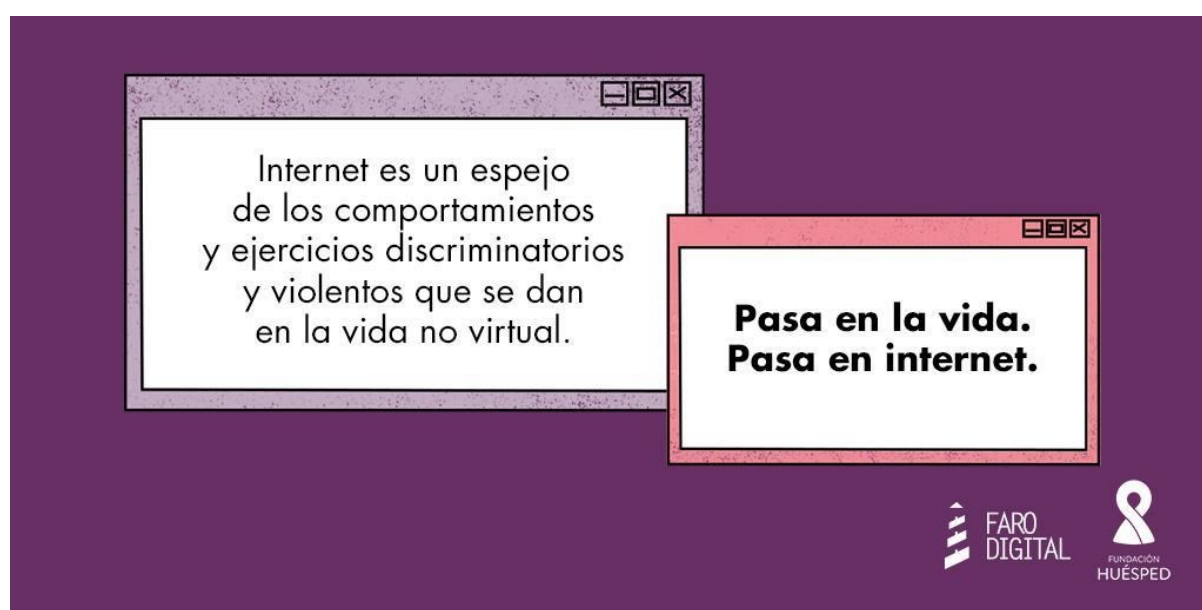 Internet es un espejo
de los comportamientos
y ejercicios discriminatorios
y violentos que se dan
en la vida no virtual.
Pasa en la vida.
Pasa en internet.
FARO
DIGITAL
FUNDACIÓN
HUÉSPED